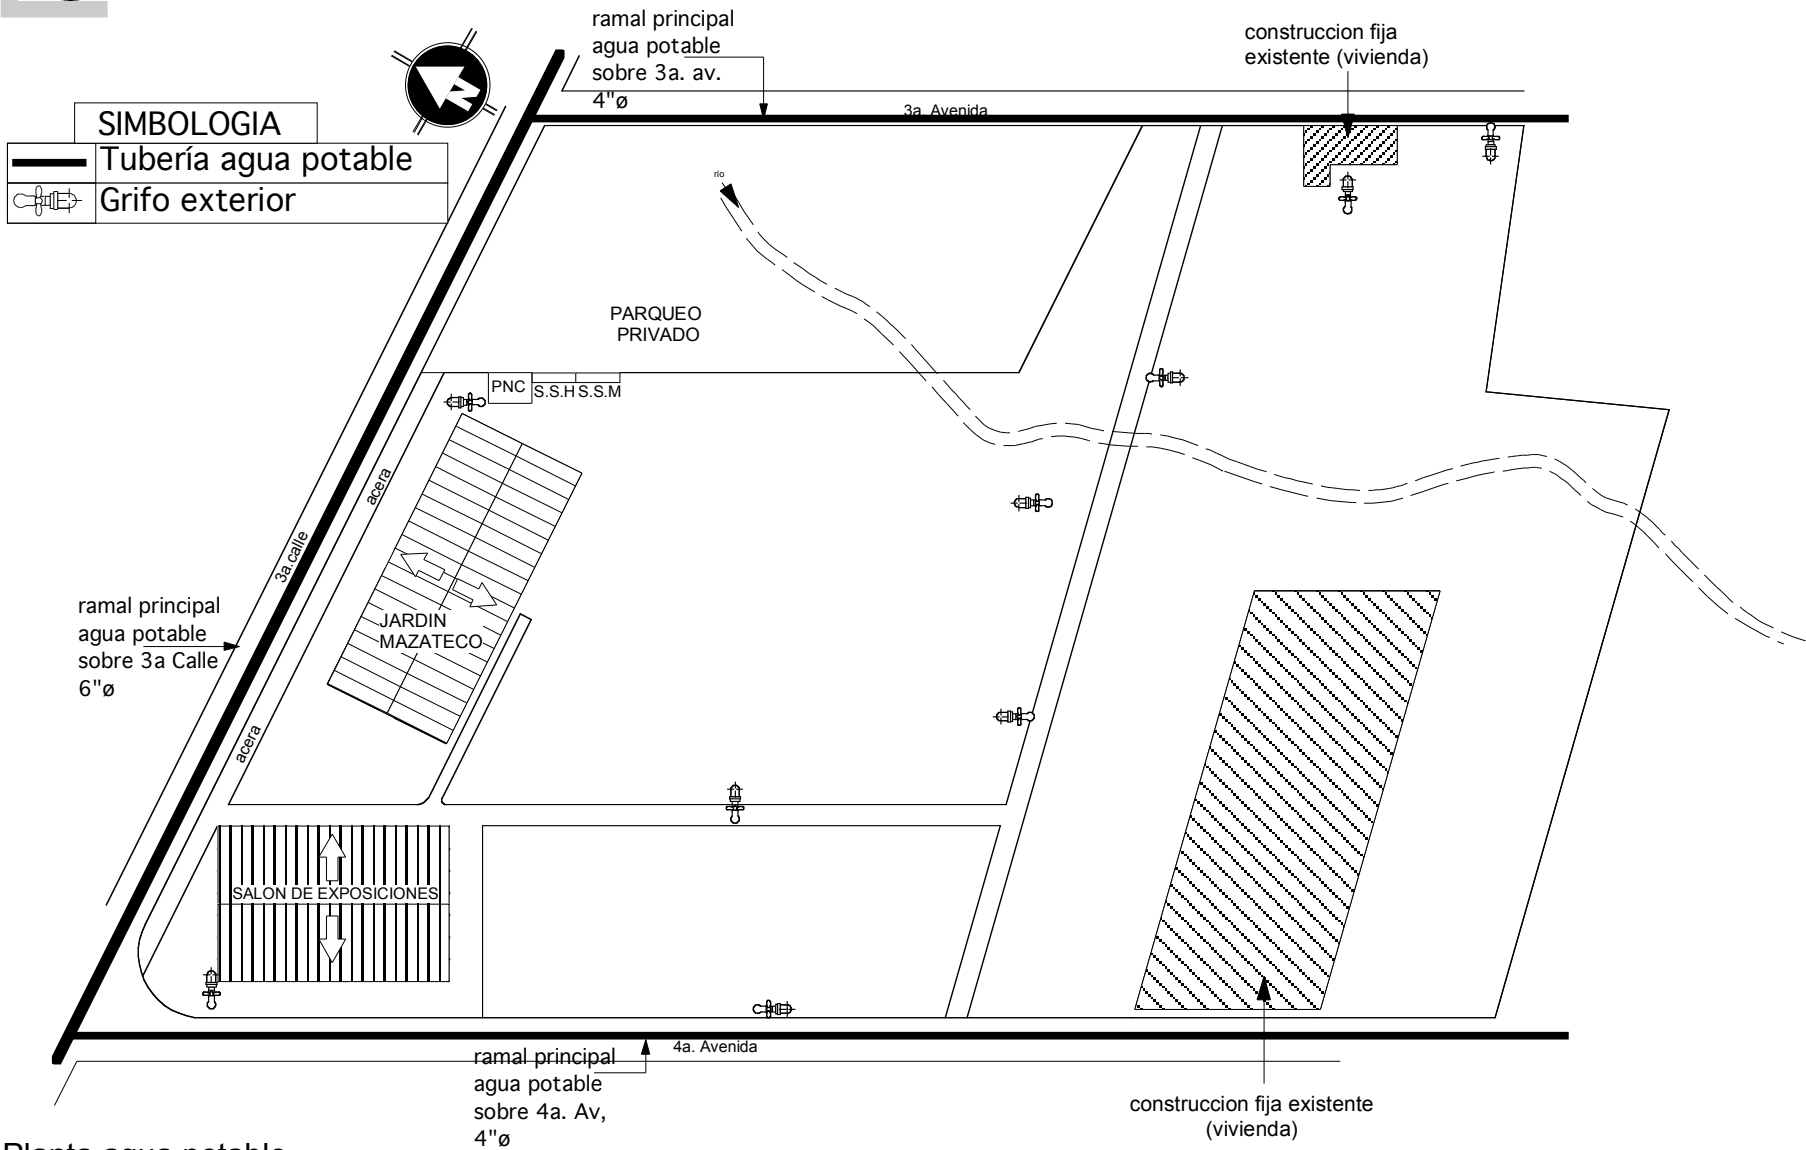 ramal principal
agua potable
sobre 3a. av.
4"ø
construccion fija
existente (vivienda)
N
SIMBOLOGIA
Tubería agua potable
Grifo exterior
3a. Avenida
río
PARQUEO
PRIVADO
PNC
S.S.H
S.S.M
acera
3a.calle
JARDIN
MAZATECO
ramal principal
agua potable
sobre 3a Calle
6"ø
acera
SALON DE EXPOSICIONES
4a. Avenida
ramal principal
agua potable
sobre 4a. Av,
4"ø
construccion fija existente
(vivienda)
Planta agua potable